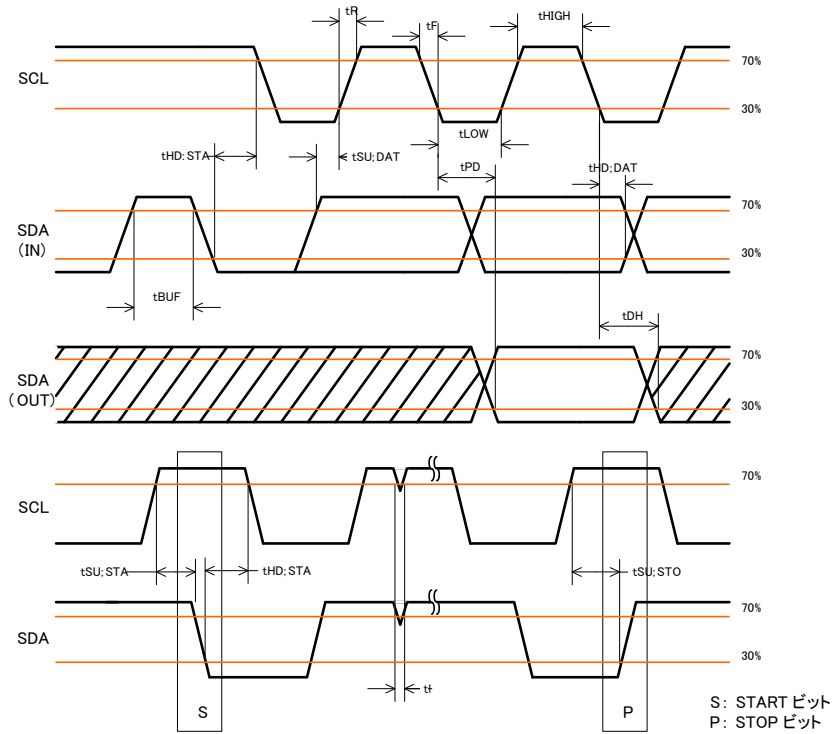 tR
tF
tHIGH
SCL
70%
30%
tHD:STA
tSU;DAT
tLOW
tPD
tHD;DAT
SDA
(IN)
70%
30%
tBUF
tDH
SDA
(OUT)
70%
30%
SCL
70%
tSU;STA
tHD;STA
tSU;STO
SDA
70%
30%
tI
S
P
S: START ビット
P: STOP ビット